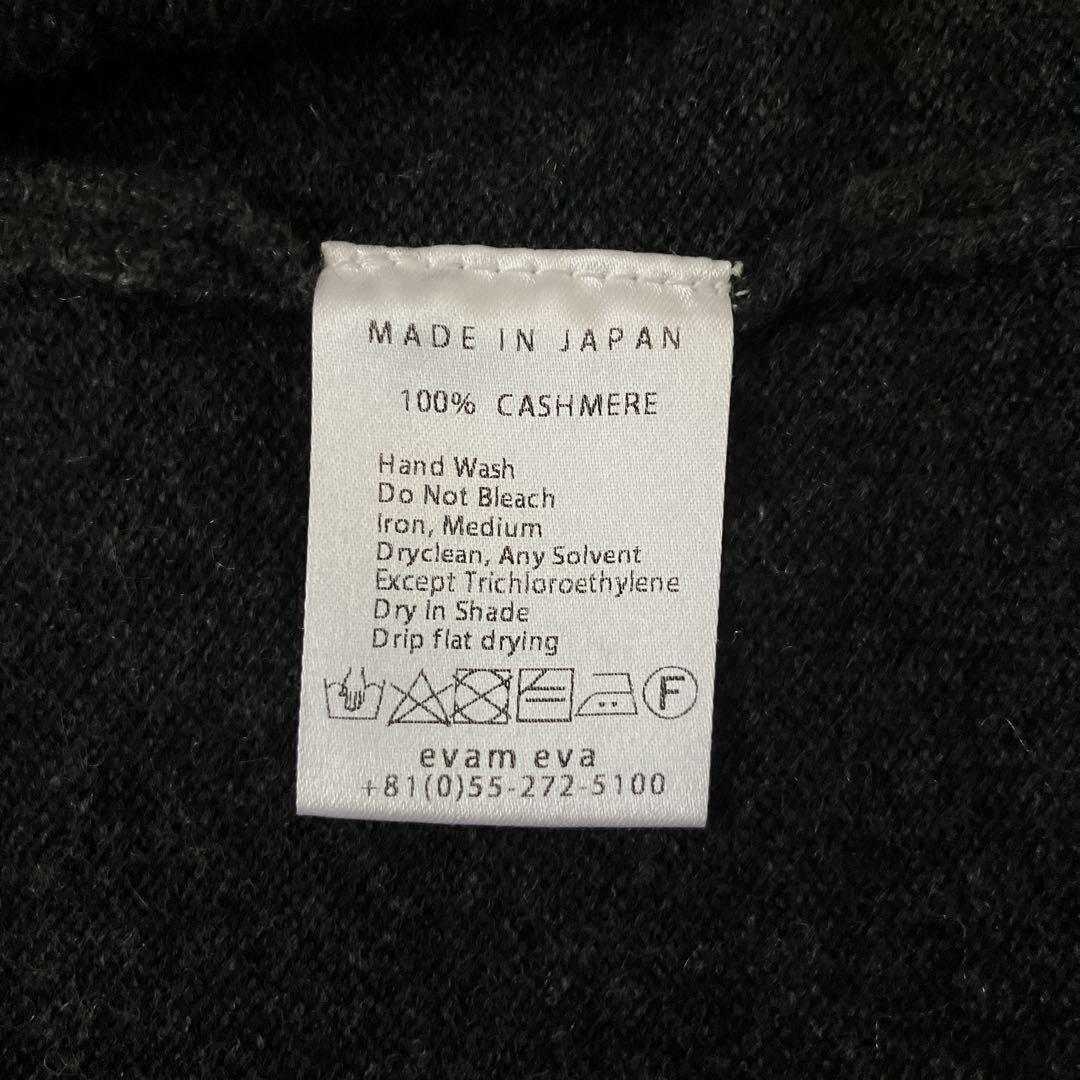 MADE IN JAPAN
100% CASHMERE
Hand Wash
Do Not Bleach
Iron, Medium
Dryclean, Any Solvent
Except Trichloroethylene
Dry In Shade
Drip flat drying
F
evam eva
+81(0)55-272-5100